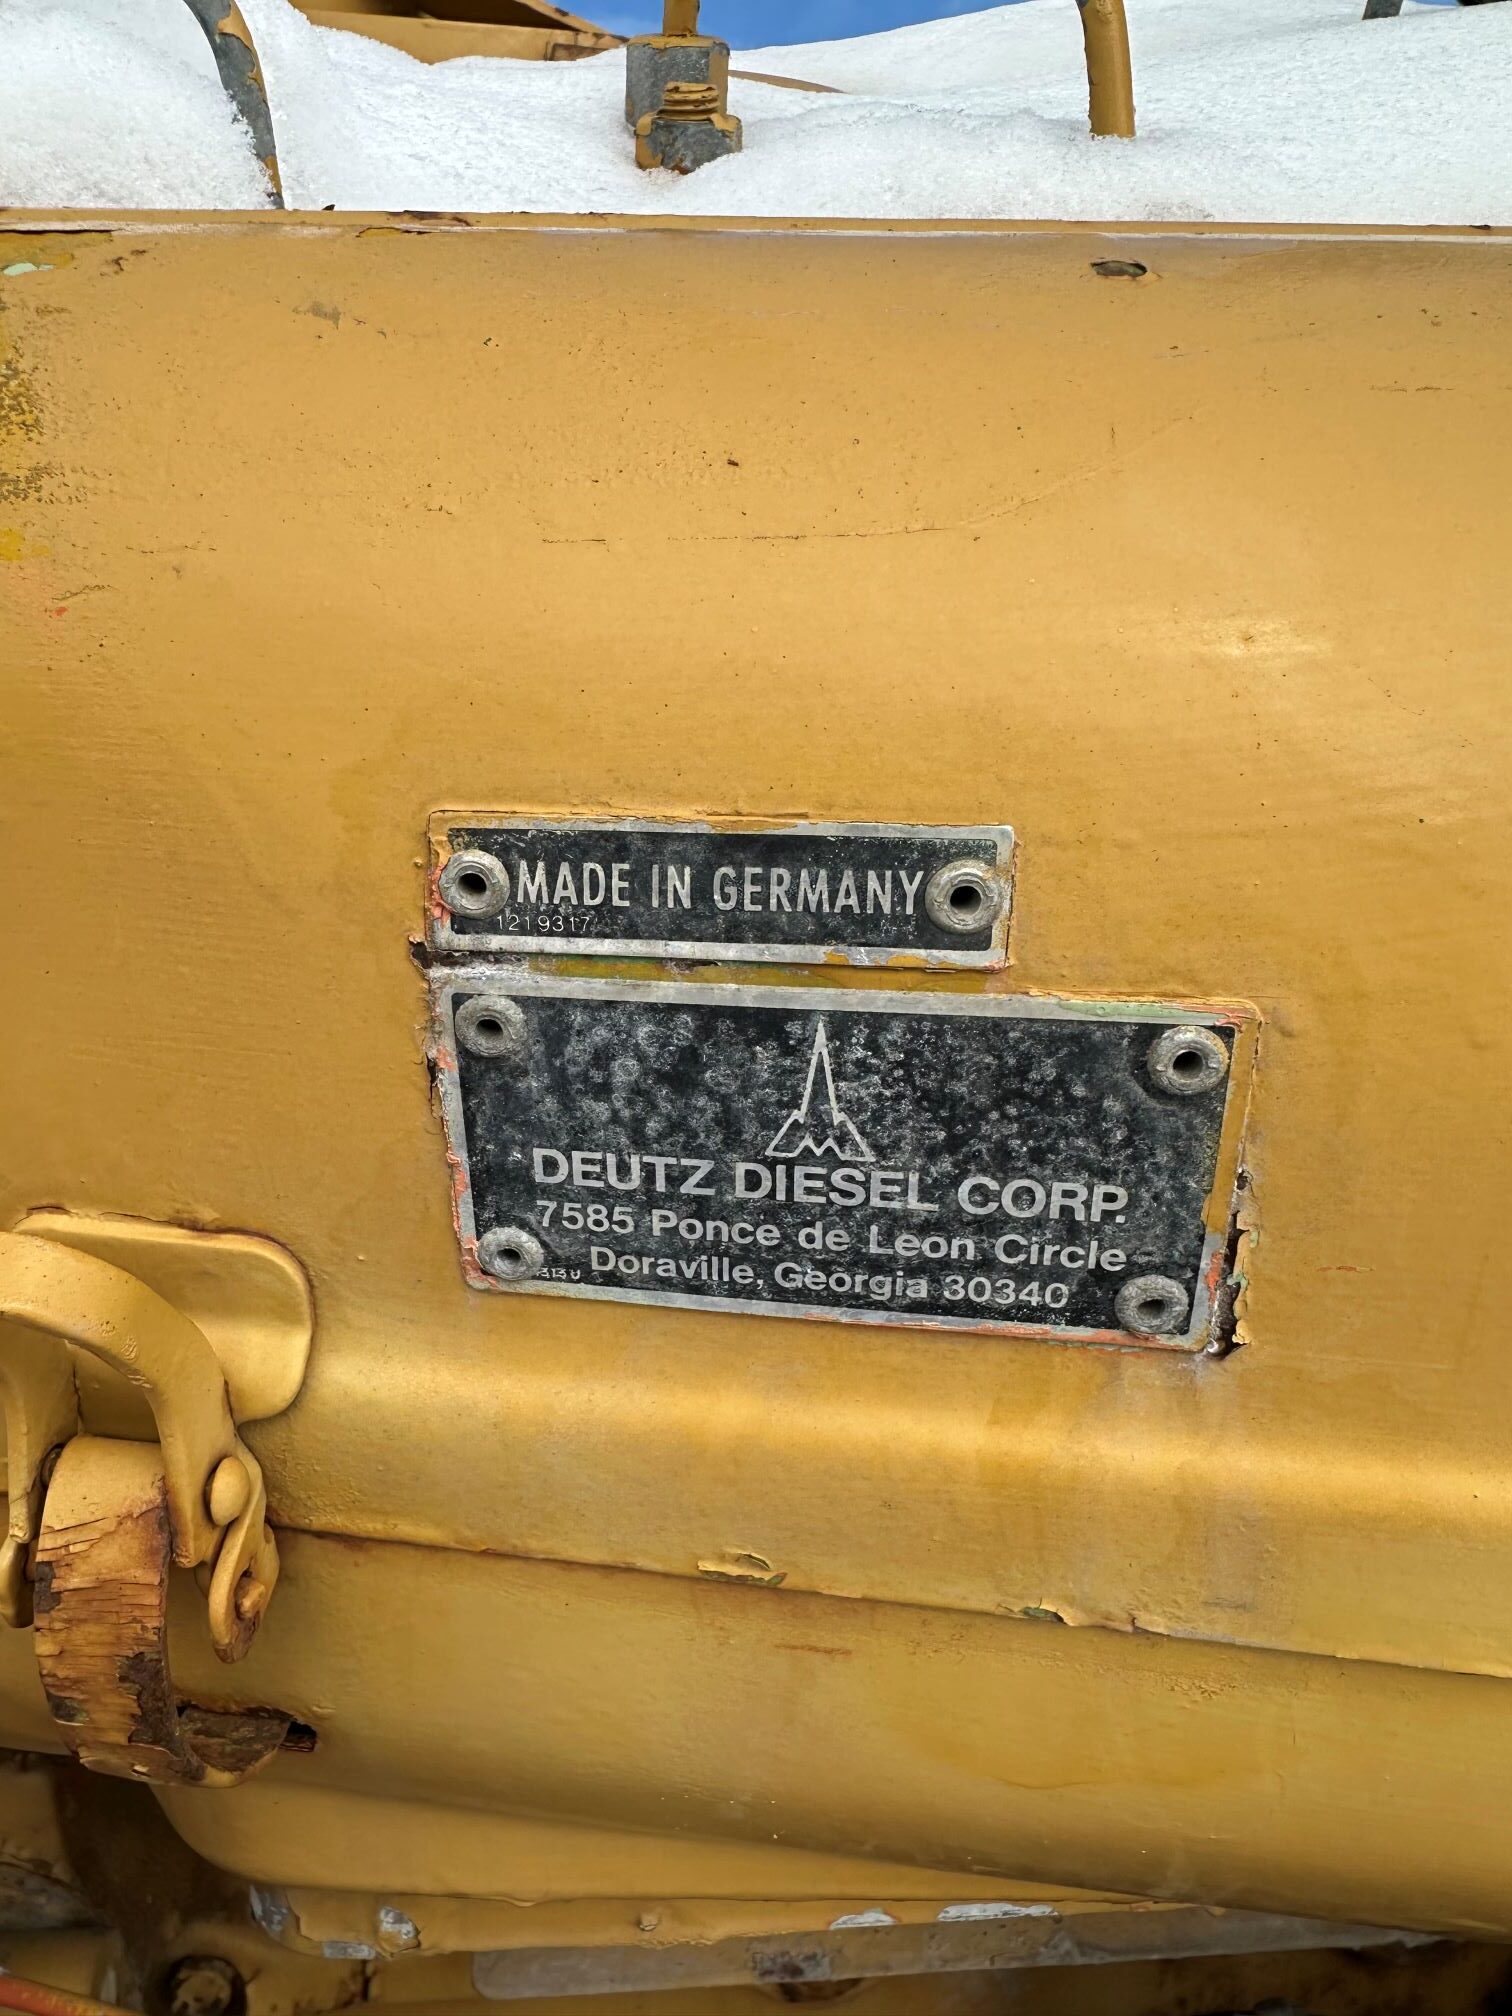 MADE IN GERMANY
1219317
DEUTZ DIESEL CORP.
7585 Ponce de Leon Circle
Doraville, Georgia 30340